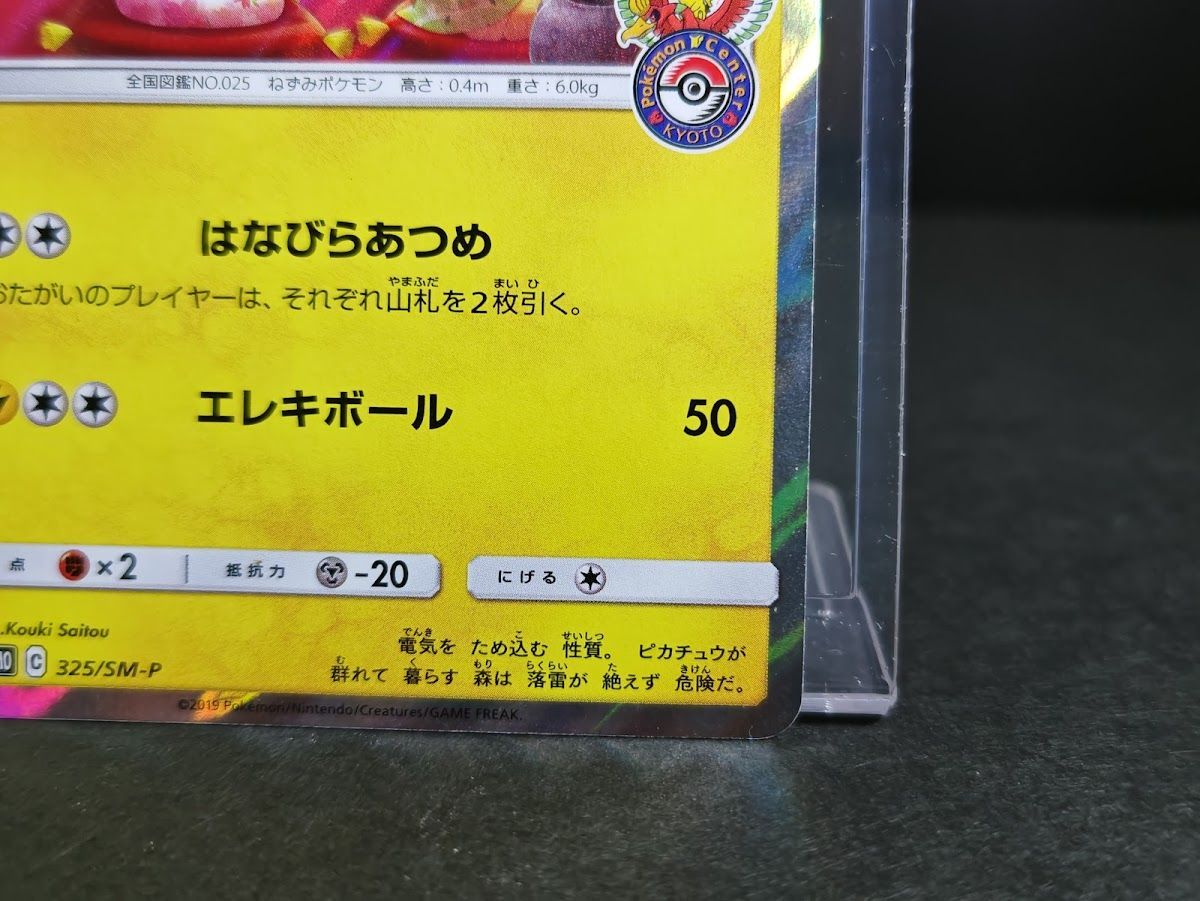 全国図鑑NO.025 ねずみポケモン 高さ:0.4m 重さ:6.0kg
Pokémon Center
KYOTO
はなびらあつめ
おたがいのプレイヤーは、それぞれ山札を2枚引く。
エレキボール 50
点 ×2 抵抗力 -20 にげる
.Kouki Saitou
C 325/SM-P
電気を ため込む 性質。 ピカチュウが
群れて 暮らす 森は 落雷が 絶えず 危険だ。
©2019 Pokémon/Nintendo/Creatures/GAME FREAK.